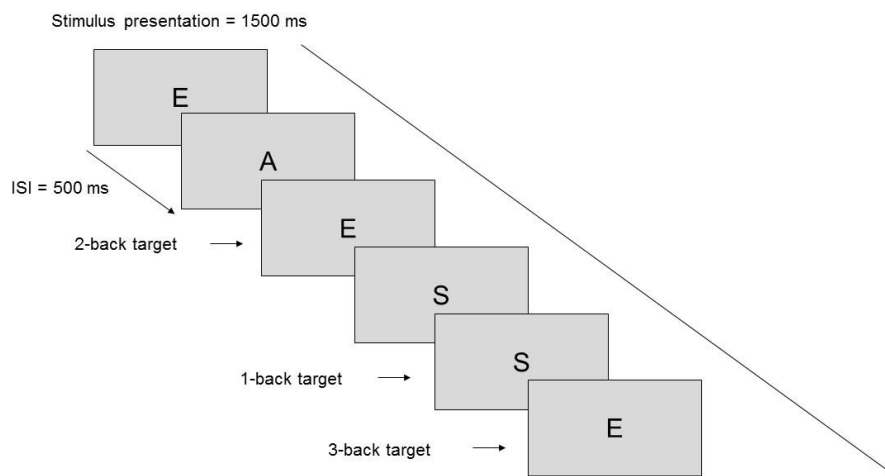 Stimulus presentation = 1500 ms
E
A
ISI = 500 ms
E
2-back target
S
S
1-back target
E
3-back target